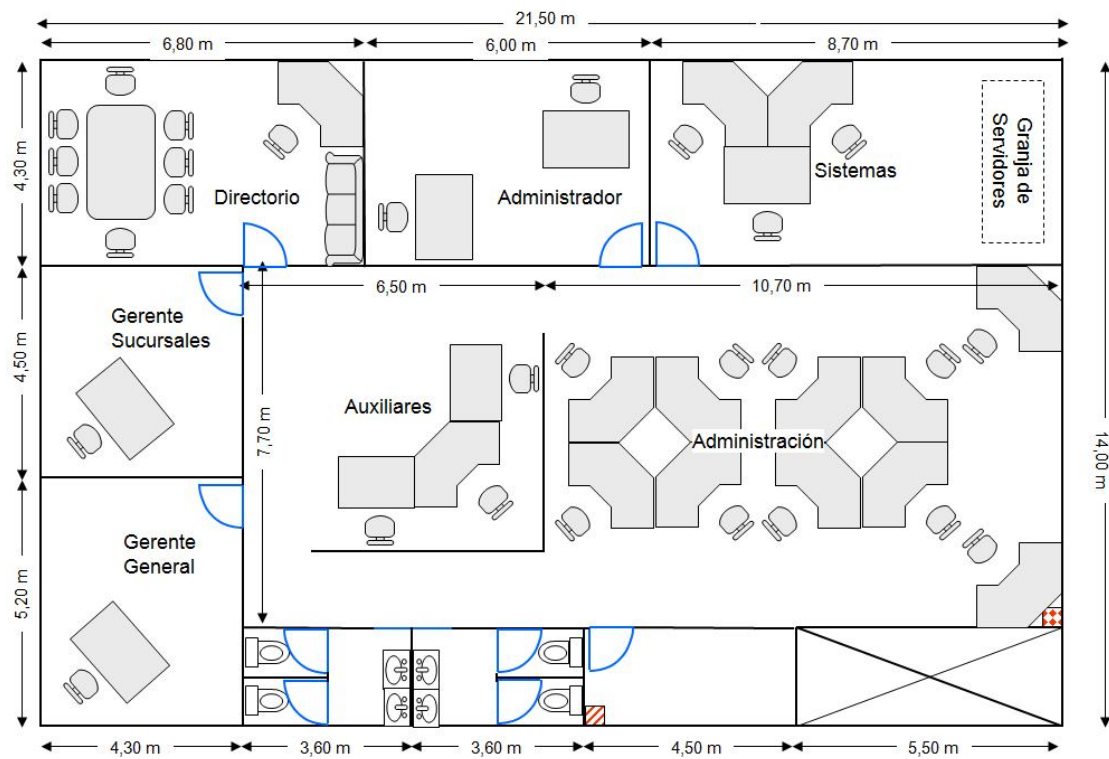 21,50 m
6,80 m
6,00 m
8,70 m
4,30 m
Directorio
Administrador
Sistemas
Granja de
Servidores
6,50 m
10,70 m
4,50 m
Gerente
Sucursales
7,70 m
Auxiliares
Administración
14,00 m
5,20 m
Gerente
General
4,30 m
3,60 m
3,60 m
4,50 m
5,50 m